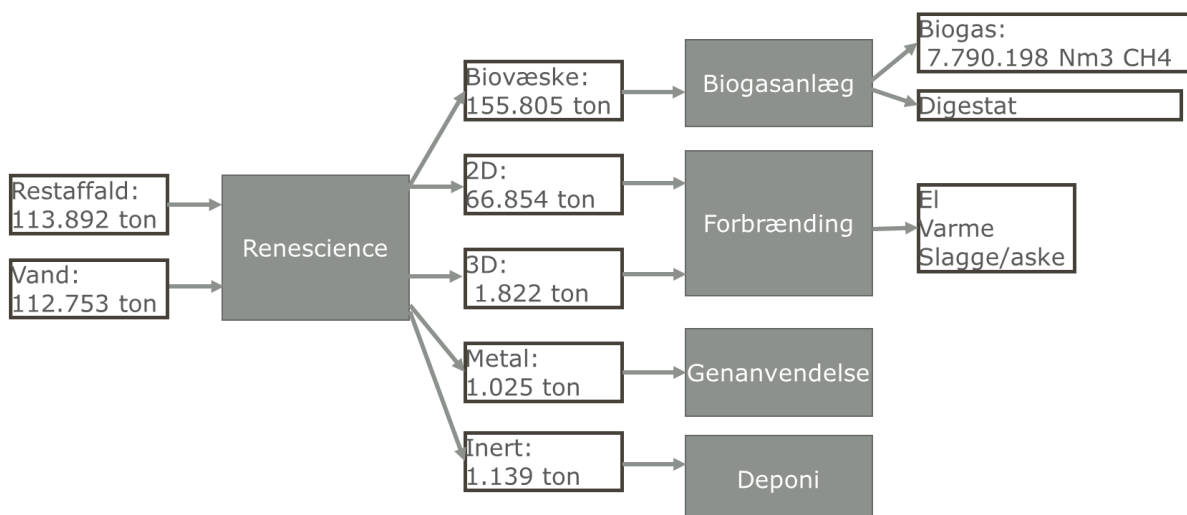 Restaffald:
113.892 ton
Vand:
112.753 ton
Renescience
Biovæske:
155.805 ton
2D:
66.854 ton
3D:
1.822 ton
Metal:
1.025 ton
Inert:
1.139 ton
Biogasanlæg
Forbrænding
Genanvendelse
Deponi
Biogas:
7.790.198 Nm3 CH4
Digestat
El
Varme
Slagge/aske